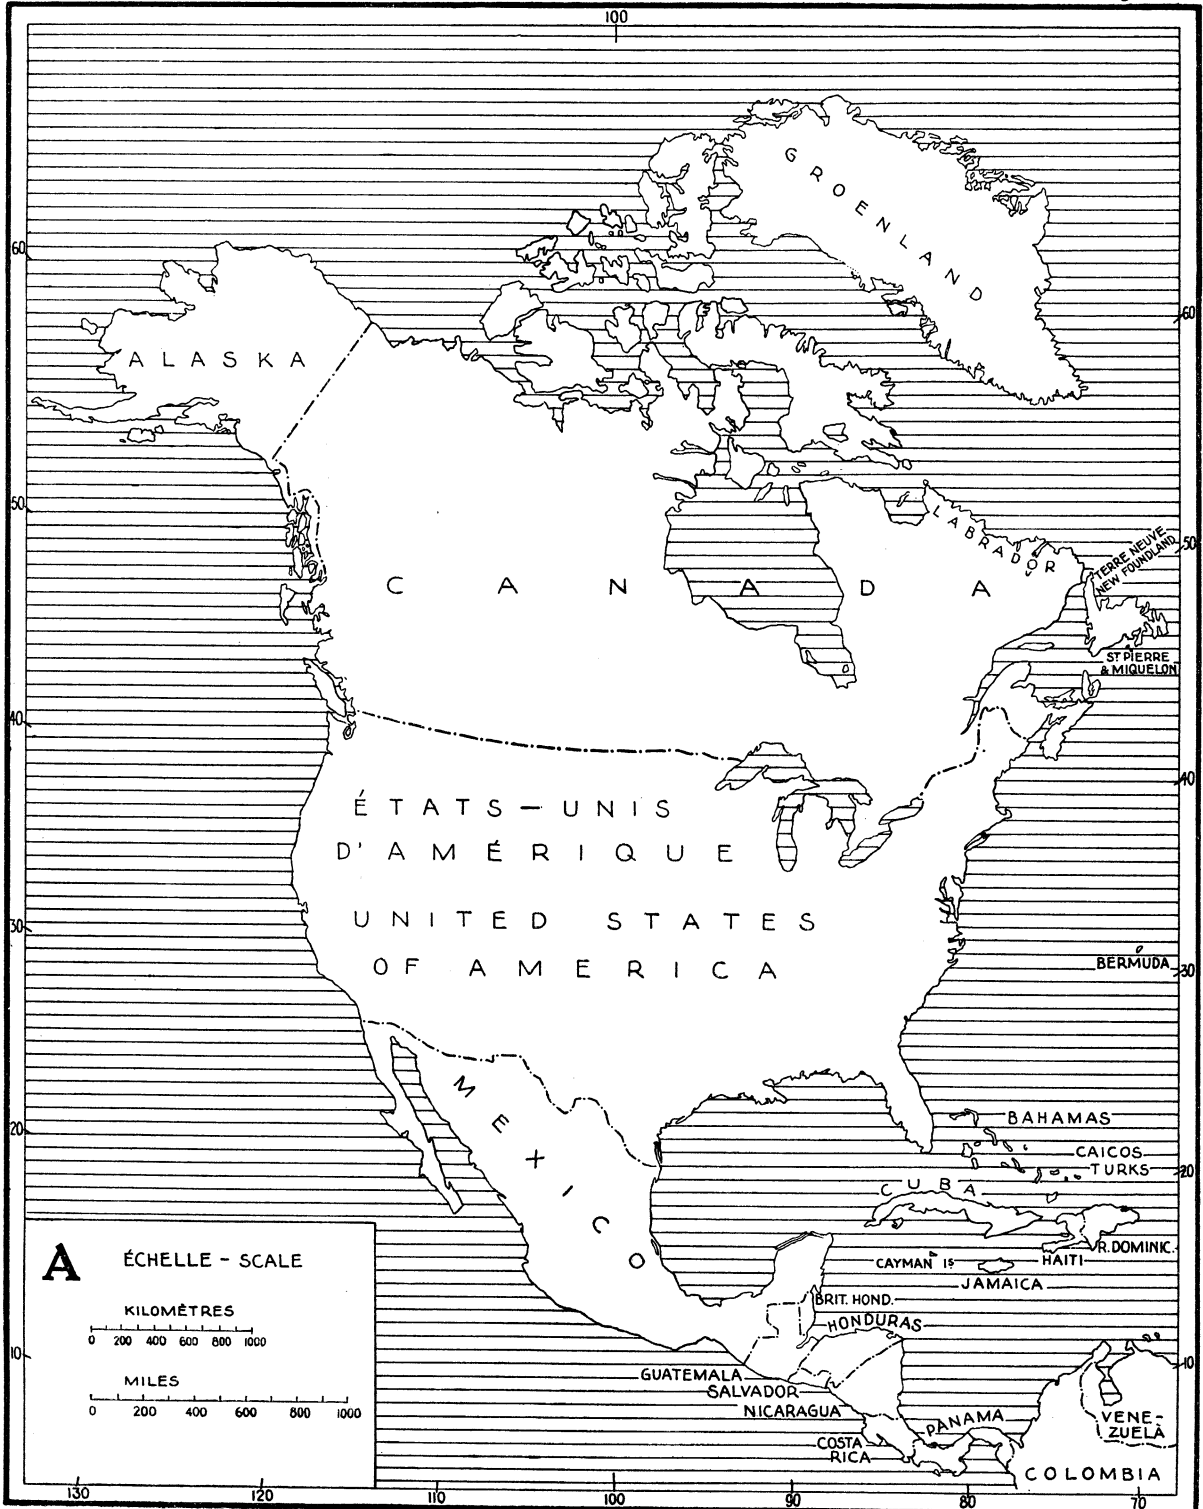 100
GROENLAND
60
60
ALASKA
50
LABRADOR
50
TERRE NEUVE
NEW FOUNDLAND
CANADA
ST PIERRE
& MIQUELON
40
40
ÉTATS-UNIS
D'AMÉRIQUE
UNITED STATES
OF AMERICA
30
BERMUDA
30
MEXICO
BAHAMAS
20
CAICOS
TURKS
20
CUBA
R. DOMINIC.
HAITI
CAYMAN IS
JAMAICA
A
ÉCHELLE - SCALE
BRIT. HOND.
HONDURAS
KILOMÈTRES
0 200 400 600 800 1000
10
10
GUATEMALA
SALVADOR
MILES
0 200 400 600 800 1000
NICARAGUA
PANAMA
VENE-
ZUELA
COSTA
RICA
COLOMBIA
130 120 110 100 90 80 70